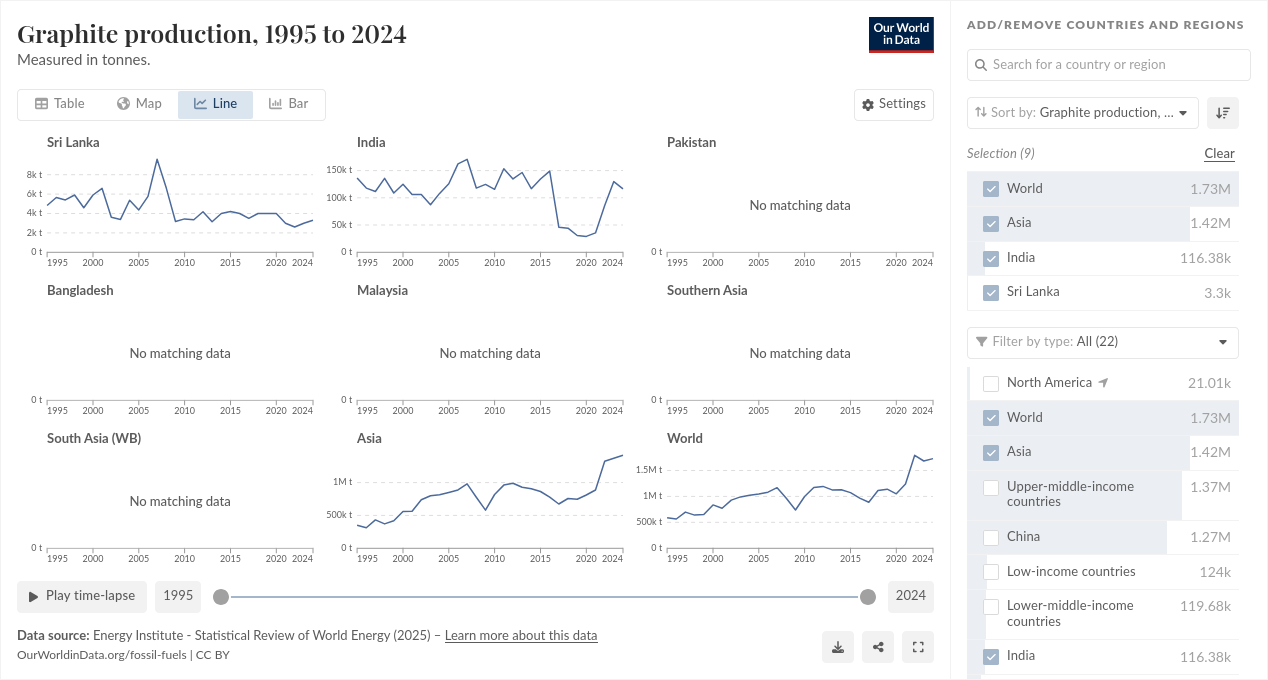 Graphite production, 1995 to 2024
Measured in tonnes.
Our World
in Data
Table
Map
Line
Bar
Settings
Sri Lanka
8k t
6k t
4k t
2k t
0 t
1995
2000
2005
2010
2015
2020
2024
India
150k t
100k t
50k t
0 t
1995
2000
2005
2010
2015
2020
2024
Pakistan
No matching data
0 t
1995
2000
2005
2010
2015
2020
2024
Bangladesh
No matching data
0 t
1995
2000
2005
2010
2015
2020
2024
Malaysia
No matching data
0 t
1995
2000
2005
2010
2015
2020
2024
Southern Asia
No matching data
0 t
1995
2000
2005
2010
2015
2020
2024
South Asia (WB)
No matching data
0 t
1995
2000
2005
2010
2015
2020
2024
Asia
1M t
500k t
0 t
1995
2000
2005
2010
2015
2020
2024
World
1.5M t
1M t
500k t
0 t
1995
2000
2005
2010
2015
2020
2024
Play time-lapse
1995
2024
Data source: Energy Institute - Statistical Review of World Energy (2025) – Learn more about this data
OurWorldinData.org/fossil-fuels | CC BY
ADD/REMOVE COUNTRIES AND REGIONS
Search for a country or region
Sort by: Graphite production, ...
Selection (9)
Clear
World 1.73M
Asia 1.42M
India 116.38k
Sri Lanka 3.3k
Filter by type: All (22)
North America 21.01k
World 1.73M
Asia 1.42M
Upper-middle-income
countries 1.37M
China 1.27M
Low-income countries 124k
Lower-middle-income
countries 119.68k
India 116.38k